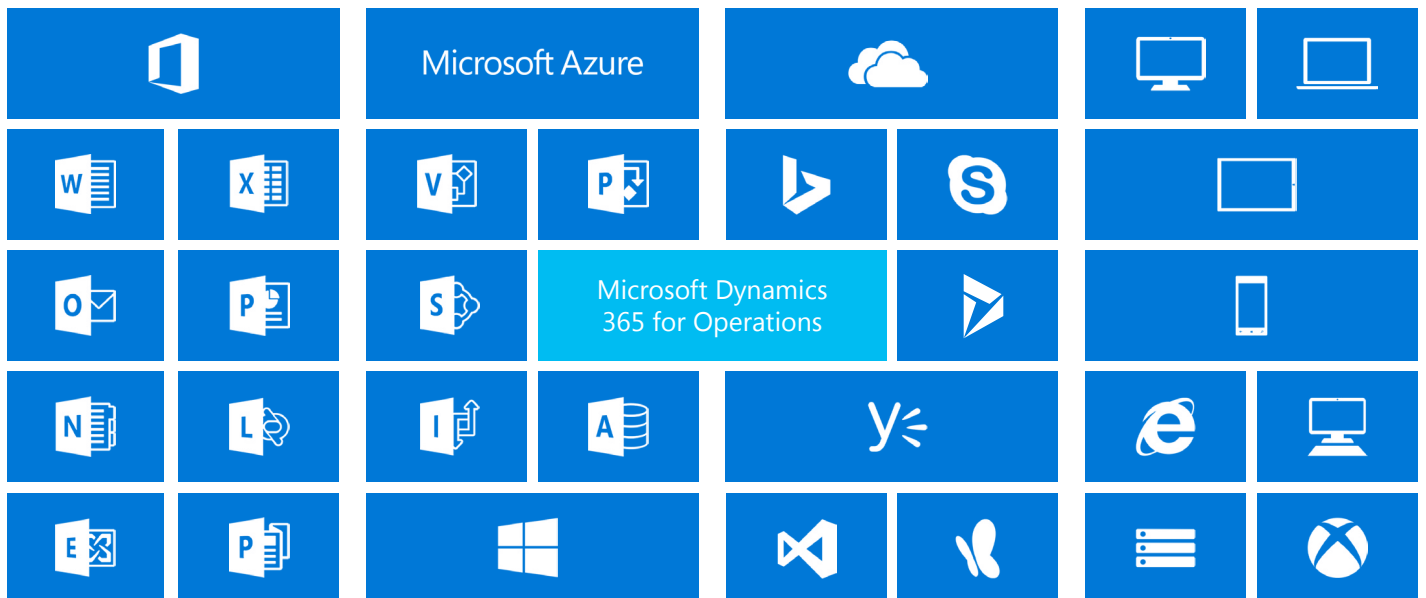 Microsoft Azure
W
X
V
P
S
O
P
S
Microsoft Dynamics
365 for Operations
N
L
I
A
y
e
E
P